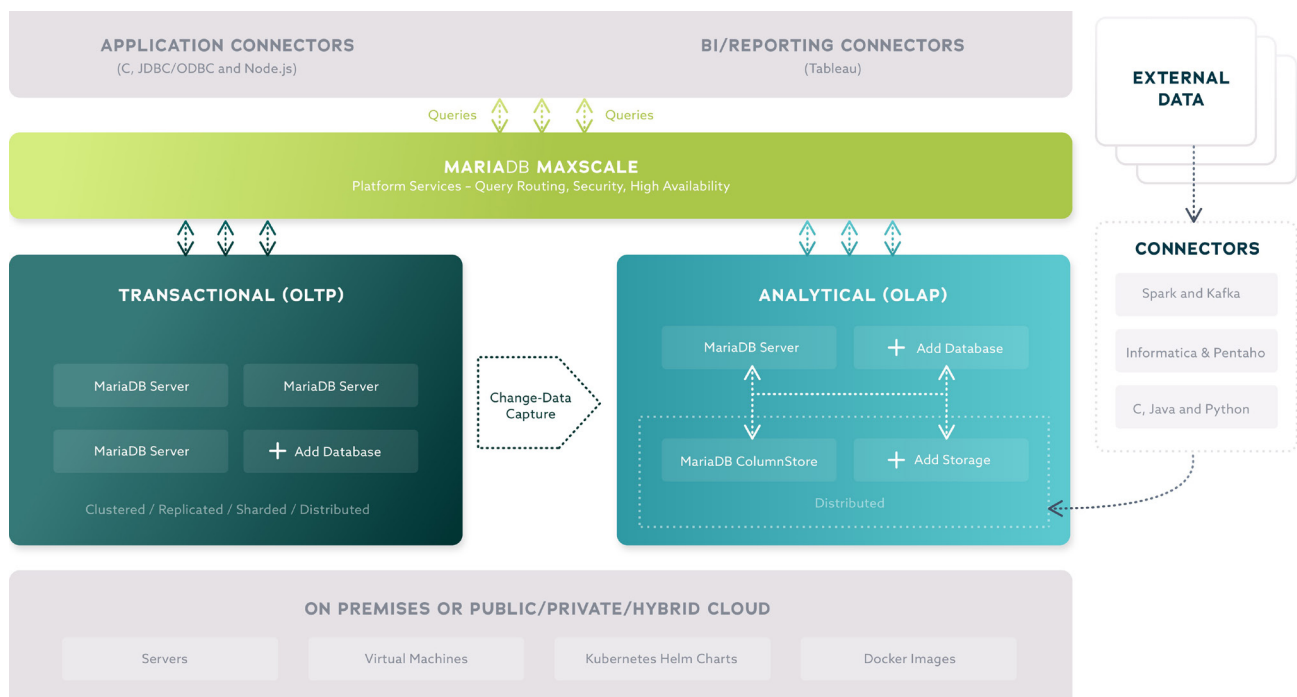 APPLICATION CONNECTORS
(C, JDBC/ODBC and Node.js)
BI/REPORTING CONNECTORS
(Tableau)
Queries
Queries
MARIADB MAXSCALE
Platform Services – Query Routing, Security, High Availability
TRANSACTIONAL (OLTP)
MariaDB Server
MariaDB Server
MariaDB Server
+ Add Database
Clustered / Replicated / Sharded / Distributed
Change-Data
Capture
ANALYTICAL (OLAP)
MariaDB Server
+ Add Database
MariaDB ColumnStore
+ Add Storage
Distributed
EXTERNAL
DATA
CONNECTORS
Spark and Kafka
Informatica & Pentaho
C, Java and Python
ON PREMISES OR PUBLIC/PRIVATE/HYBRID CLOUD
Servers
Virtual Machines
Kubernetes Helm Charts
Docker Images